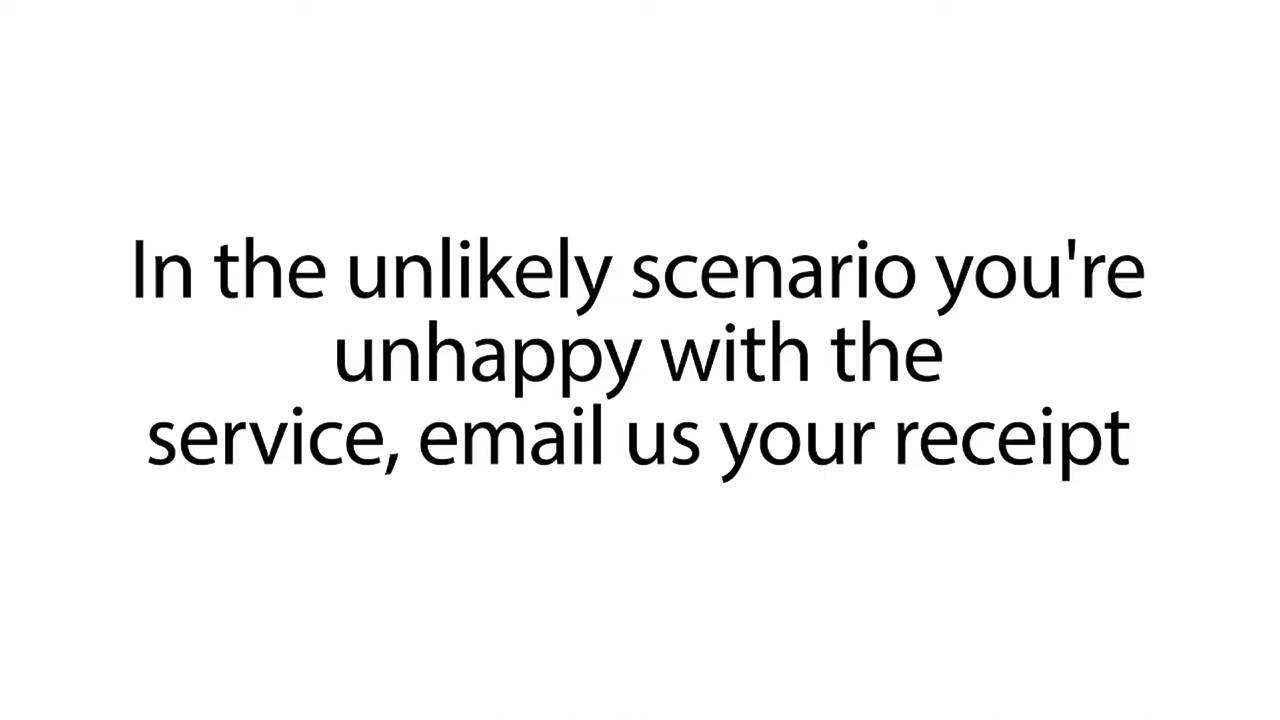 In the unlikely scenario you're
unhappy with the
service, email us your receipt